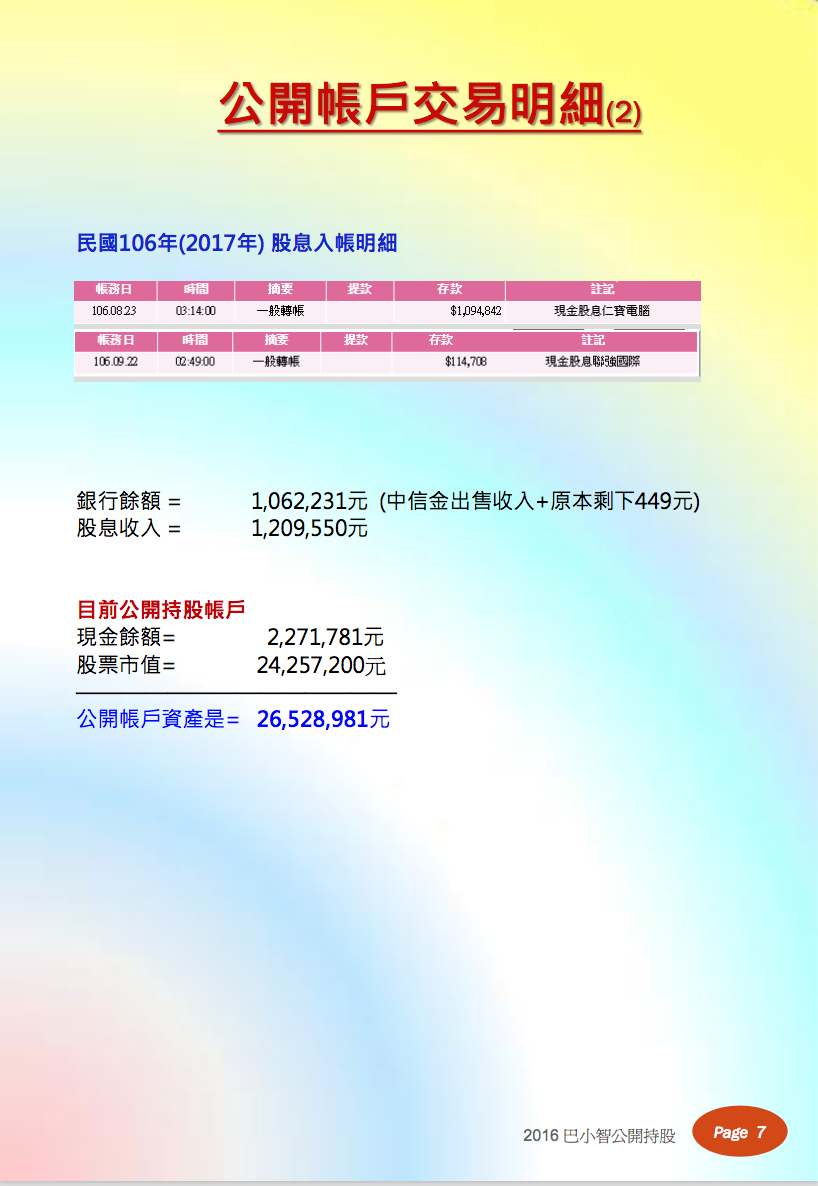 公開帳戶交易明細(2)
民國106年(2017年) 股息入帳明細
帳務日 時間 摘要 提款 存款 註記
106.08.23 03:14:00 一般轉帳 $1,094,842 現金股息仁寶電腦
帳務日 時間 摘要 提款 存款 註記
106.09.22 02:49:00 一般轉帳 $114,708 現金股息聯強國際
銀行餘額 = 1,062,231元 (中信金出售收入+原本剩下449元)
股息收入 = 1,209,550元
目前公開持股帳戶
現金餘額= 2,271,781元
股票市值= 24,257,200元
公開帳戶資產是= 26,528,981元
2016 巴小智公開持股 Page 7